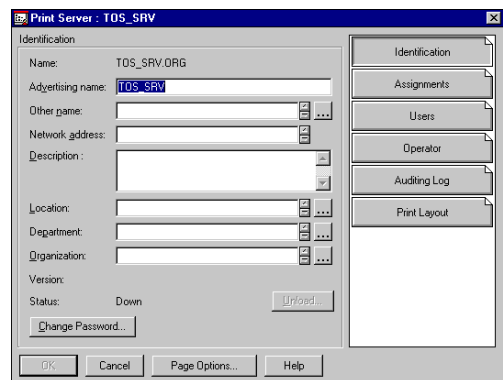 Print Server : TOS_SRV
Identification
Name: TOS_SRV.ORG
Advertising name: TOS_SRV
Other name:
Network address:
Description :
Location:
Department:
Organization:
Version:
Status: Down
Unload...
Change Password...
OK Cancel Page Options... Help
Identification
Assignments
Users
Operator
Auditing Log
Print Layout